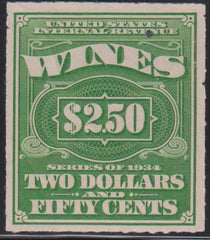 UNITED STATES
INTERNAL REVENUE
WINES
$2.50
SERIES OF 1934
TWO DOLLARS
AND
FIFTY CENTS